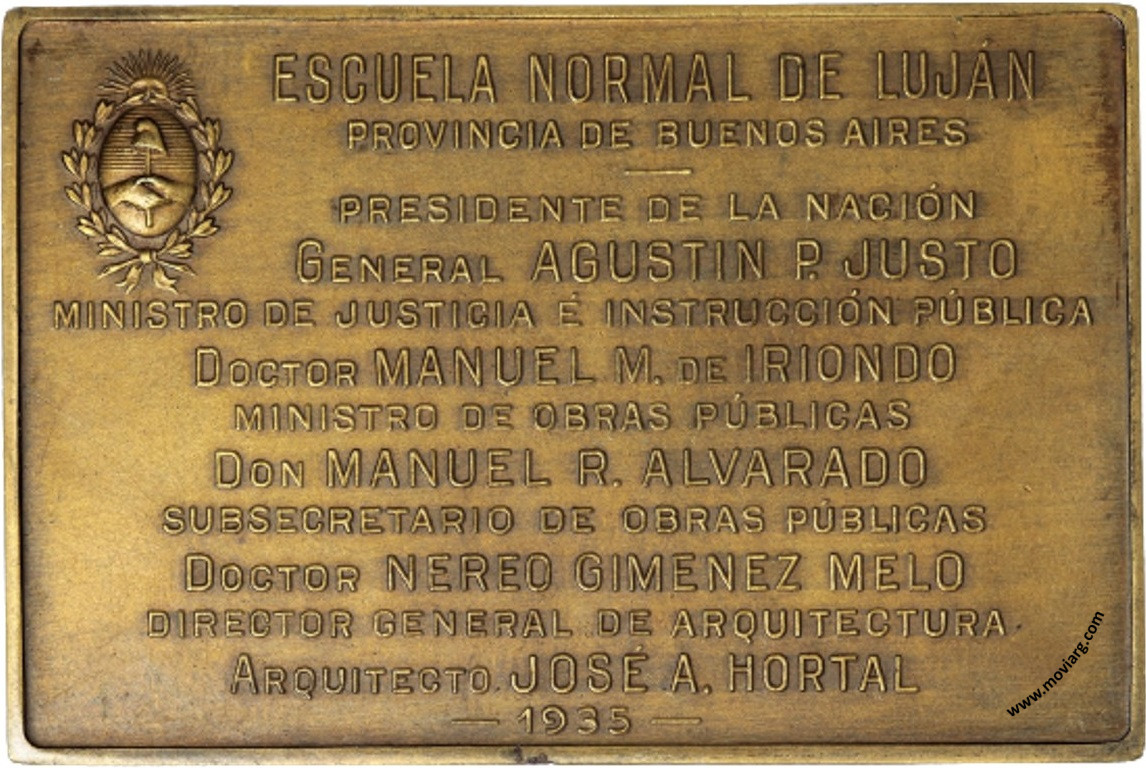 ESCUELA NORMAL DE LUJÁN
PROVINCIA DE BUENOS AIRES
PRESIDENTE DE LA NACIÓN
GENERAL AGUSTIN P. JUSTO
MINISTRO DE JUSTICIA É INSTRUCCIÓN PÚBLICA
DOCTOR MANUEL M. DE IRIONDO
MINISTRO DE OBRAS PÚBLICAS
DON MANUEL R. ALVARADO
SUBSECRETARIO DE OBRAS PÚBLICAS
DOCTOR NEREO GIMENEZ MELO
DIRECTOR GENERAL DE ARQUITECTURA
ARQUITECTO JOSÉ A. HORTAL
— 1935 —
www.moviarg.com